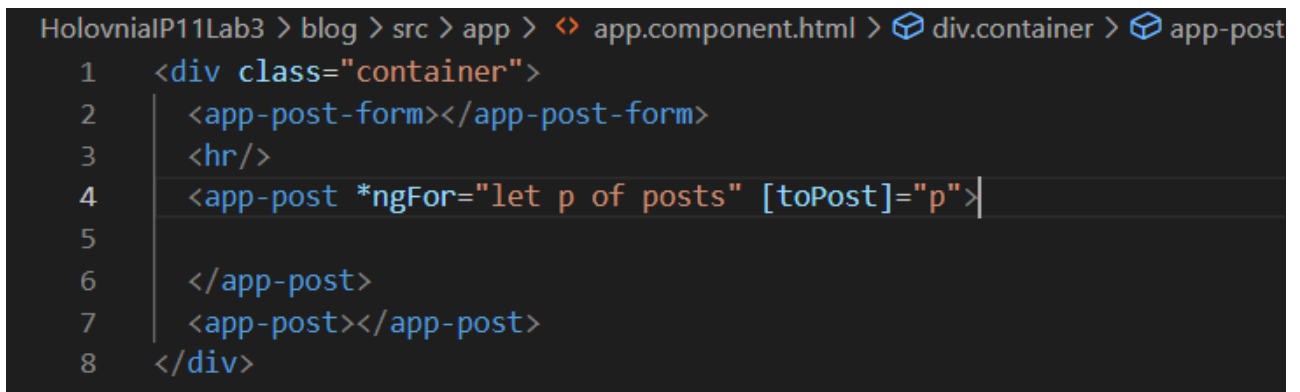 HolovniaIP11Lab3 > blog > src > app > <> app.component.html > div.container > app-post
1 <div class="container">
2 <app-post-form></app-post-form>
3 <hr/>
4 <app-post *ngFor="let p of posts" [toPost]="p">
5
6 </app-post>
7 <app-post></app-post>
8 </div>